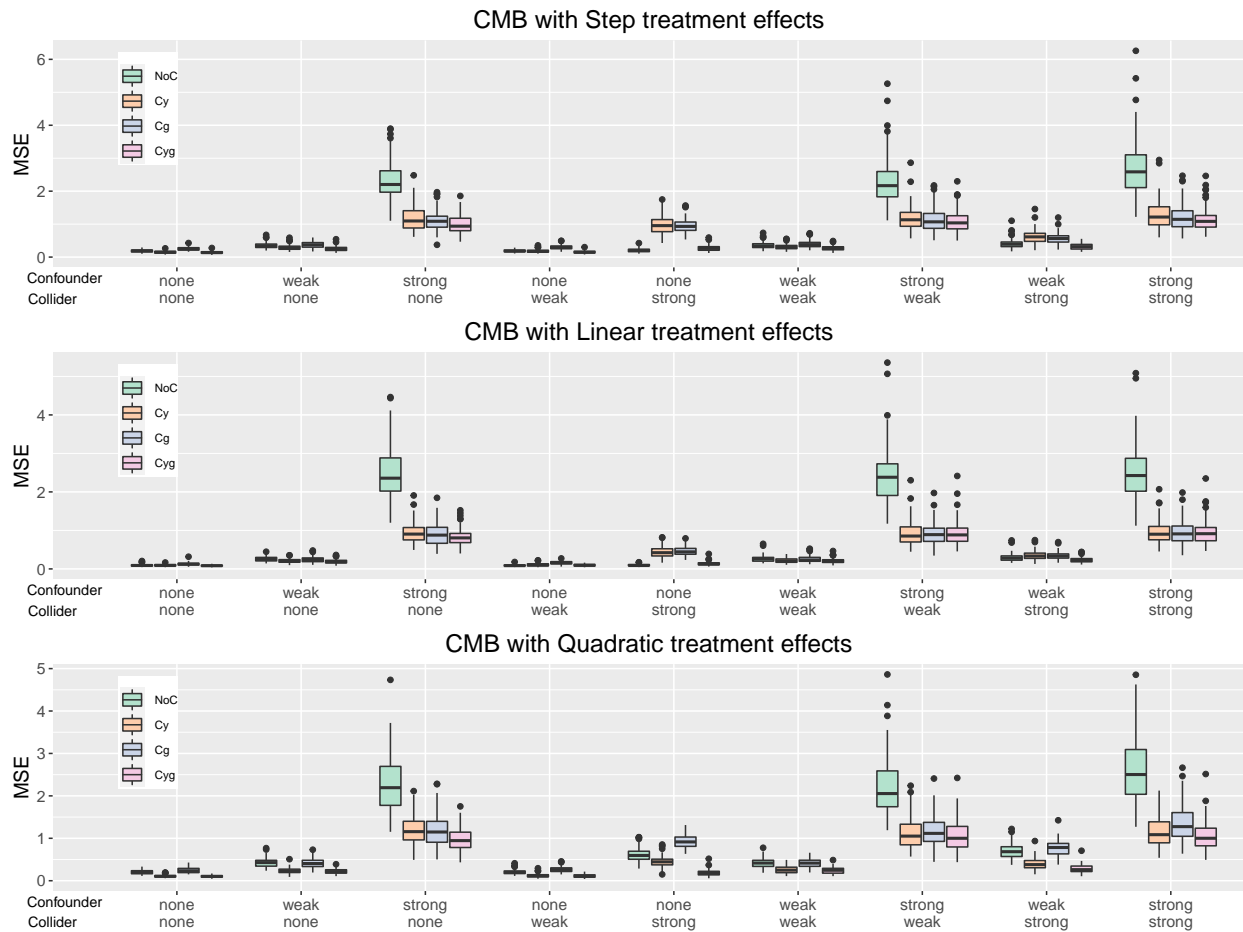 CMB with Step treatment effects
MSE
6
4
2
0
NoC
Cy
Cg
Cyg
Confounder none weak strong none none weak strong weak strong
Collider none none none weak strong weak weak strong strong
CMB with Linear treatment effects
MSE
4
2
0
NoC
Cy
Cg
Cyg
Confounder none weak strong none none weak strong weak strong
Collider none none none weak strong weak weak strong strong
CMB with Quadratic treatment effects
MSE
5
4
3
2
1
0
NoC
Cy
Cg
Cyg
Confounder none weak strong none none weak strong weak strong
Collider none none none weak strong weak weak strong strong